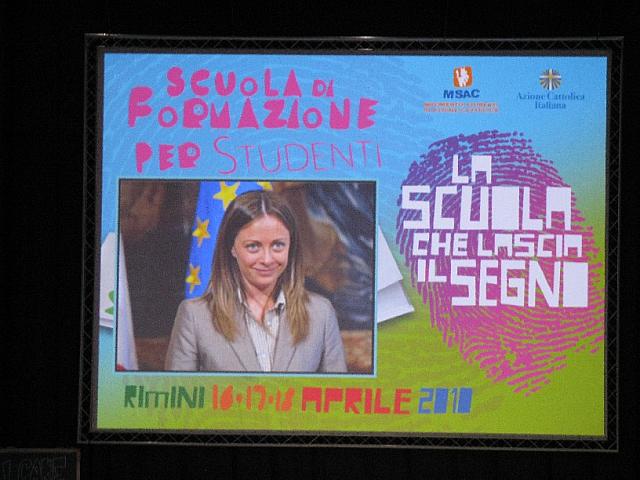 SCUOLA DI
FORMAZIONE
PER STUDENTI
MSAC
Azione Cattolica
Italiana
LA
SCUOLA
CHE LASCIA
IL SEGNO
RIMINI 16•17•18 APRILE 2010